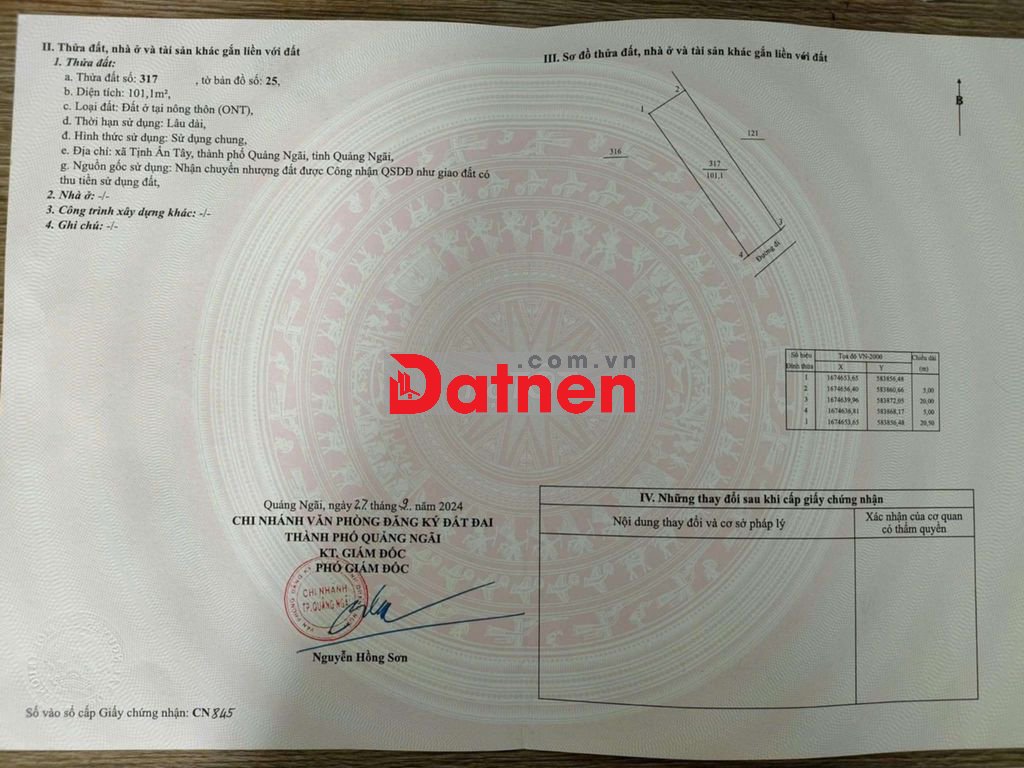 II. Thửa đất, nhà ở và tài sản khác gắn liền với đất
1. Thửa đất:
a. Thửa đất số: 317 , tờ bản đồ số: 25,
b. Diện tích: 101,1m²,
c. Loại đất: Đất ở tại nông thôn (ONT),
d. Thời hạn sử dụng: Lâu dài,
đ. Hình thức sử dụng: Sử dụng chung,
e. Địa chỉ: xã Tịnh Ấn Tây, thành phố Quảng Ngãi, tỉnh Quảng Ngãi,
g. Nguồn gốc sử dụng: Nhận chuyển nhượng đất được Công nhận QSDĐ như giao đất có
thu tiền sử dụng đất,
2. Nhà ở: -/-
3. Công trình xây dựng khác: -/-
4. Ghi chú: -/-
III. Sơ đồ thửa đất, nhà ở và tài sản khác gắn liền với đất
B
2
1
121
316
317
101,1
3
4
Đường đi
Số hiệu Đỉnh thửa Tọa độ VN-2000 Chiều dài (m)
X Y
1 1674653,65 583856,48
2 1674656,40 583860,66 5,00
3 1674639,96 583872,05 20,00
4 1674636,81 583868,17 5,00
1 1674653,65 583856,48 20,50
.com.vn
Datnen
Quảng Ngãi, ngày 27 tháng 9. năm 2024
CHI NHÁNH VĂN PHÒNG ĐĂNG KÝ ĐẤT ĐAI
THÀNH PHỐ QUẢNG NGÃI
KT. GIÁM ĐỐC
PHÓ GIÁM ĐỐC
CHI NHÁNH
TP.QUẢNG NGÃI
Nguyễn Hồng Sơn
Số vào sổ cấp Giấy chứng nhận: CN 845
IV. Những thay đổi sau khi cấp giấy chứng nhận
Nội dung thay đổi và cơ sở pháp lý
Xác nhận của cơ quan
có thẩm quyền